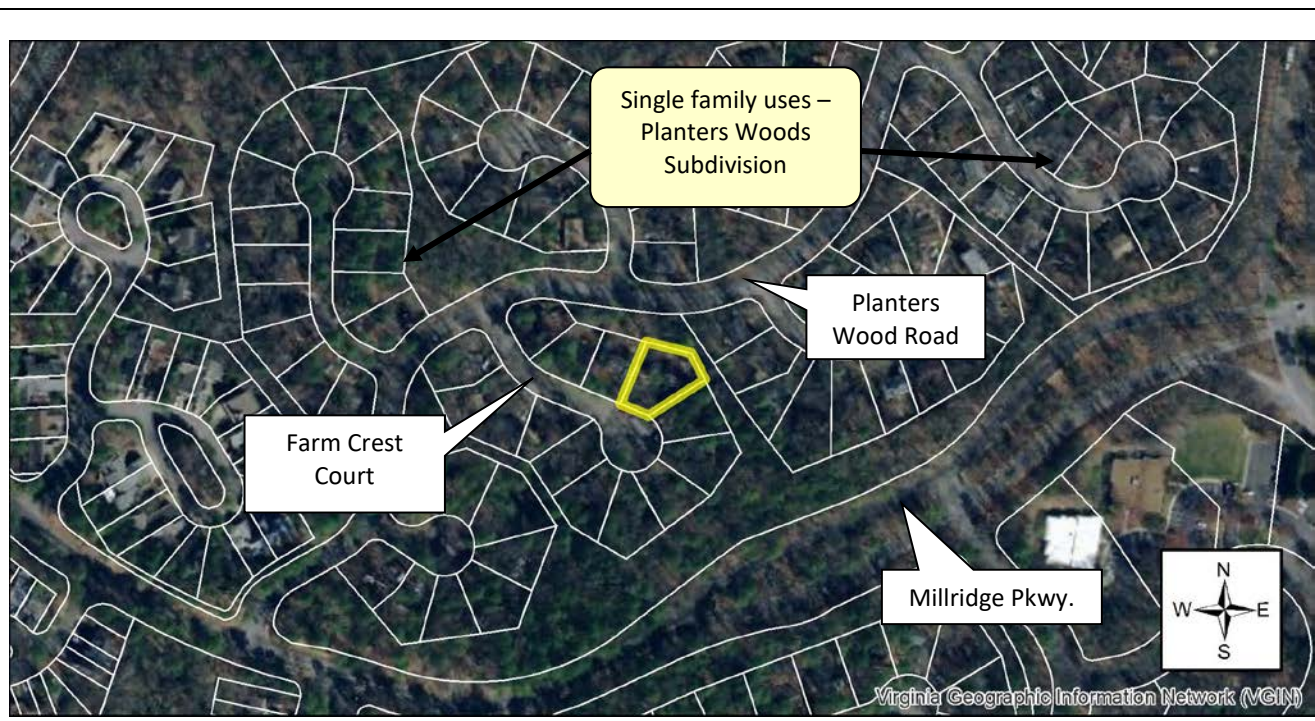 Single family uses –
Planters Woods
Subdivision
Planters
Wood Road
Farm Crest
Court
Millridge Pkwy.
N
W E
S
Virginia Geographic Information Network (VGIN)